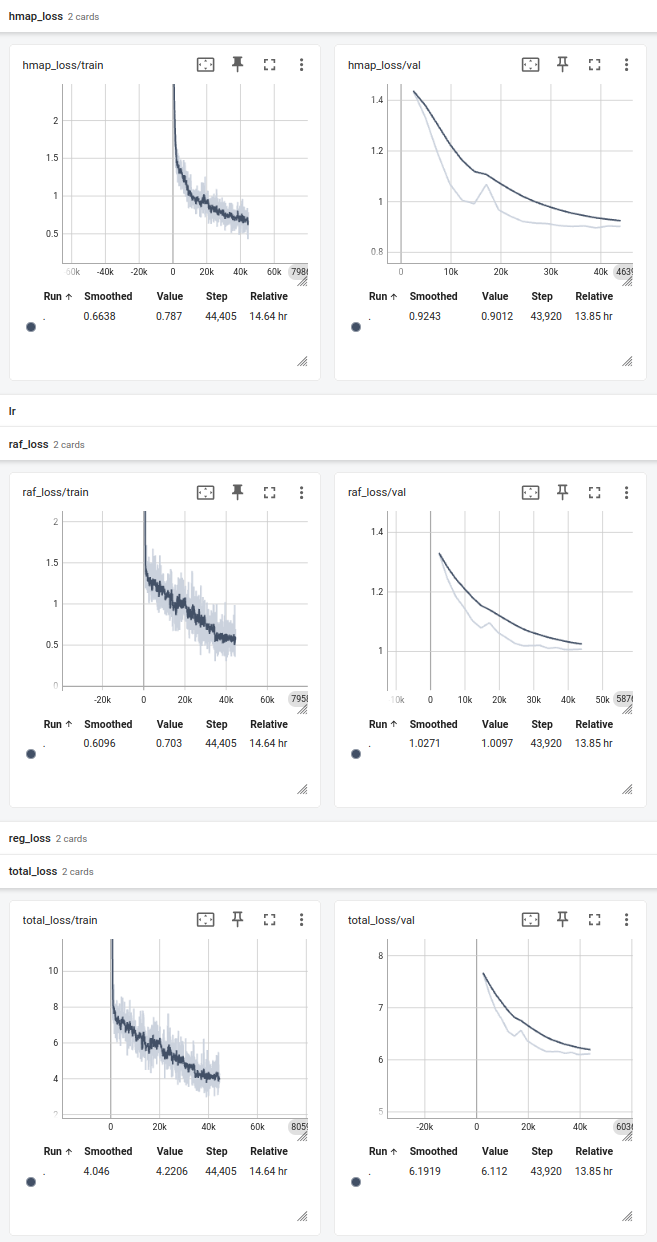 hmap_loss 2 cards
hmap_loss/train
2
1.5
1
0.5
-40k -20k 0 20k 40k 60k
Run ↑ Smoothed Value Step Relative
. 0.6638 0.787 44,405 14.64 hr
hmap_loss/val
1.4
1.2
1
0.8
0 10k 20k 30k 40k
Run ↑ Smoothed Value Step Relative
. 0.9243 0.9012 43,920 13.85 hr
lr
raf_loss 2 cards
raf_loss/train
2
1.5
1
0.5
0
-20k 0 20k 40k 60k
Run ↑ Smoothed Value Step Relative
. 0.6096 0.703 44,405 14.64 hr
raf_loss/val
1.4
1.2
1
10k 0 10k 20k 30k 40k 50k
Run ↑ Smoothed Value Step Relative
. 1.0271 1.0097 43,920 13.85 hr
reg_loss 2 cards
total_loss 2 cards
total_loss/train
10
8
6
4
2
0 20k 40k 60k
Run ↑ Smoothed Value Step Relative
. 4.046 4.2206 44,405 14.64 hr
total_loss/val
8
7
6
5
-20k 0 20k 40k
Run ↑ Smoothed Value Step Relative
. 6.1919 6.112 43,920 13.85 hr